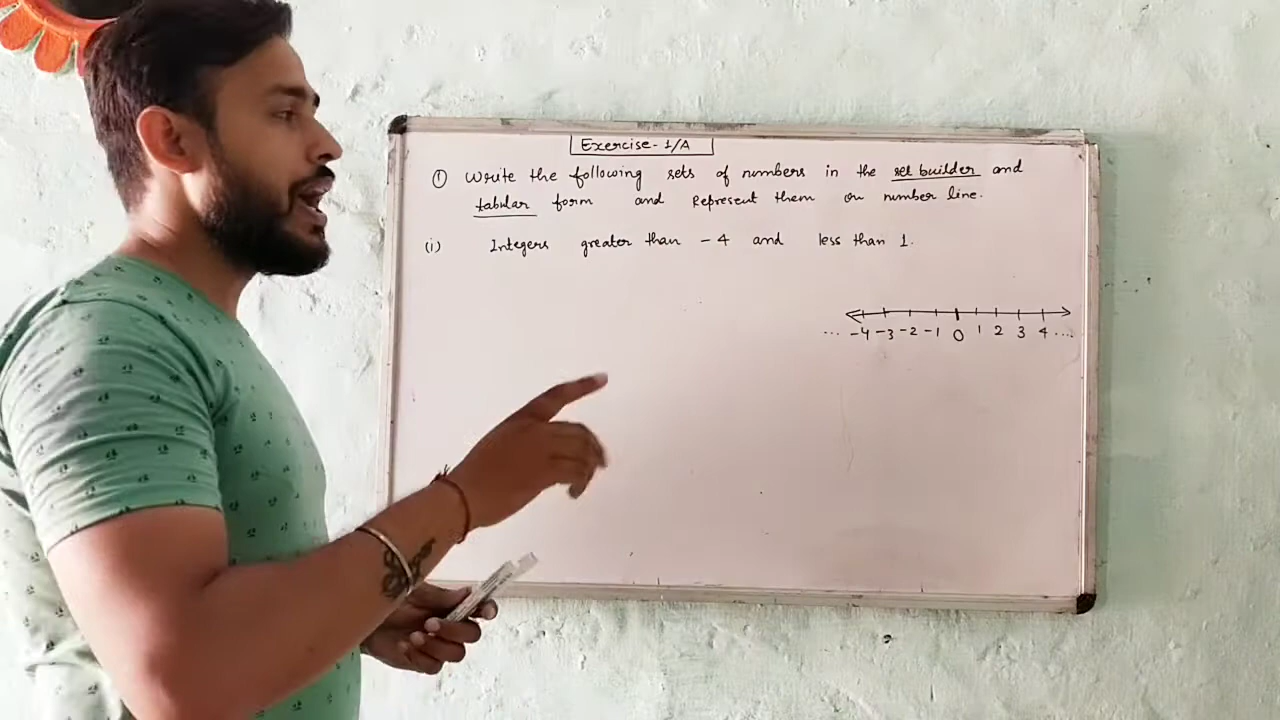 Exercise - 1/A
① Write the following sets of numbers in the set builder and
tabular form and Represent them on number line.
(i) Integers greater than - 4 and less than 1.
... -4 -3 -2 -1 0 1 2 3 4 ....